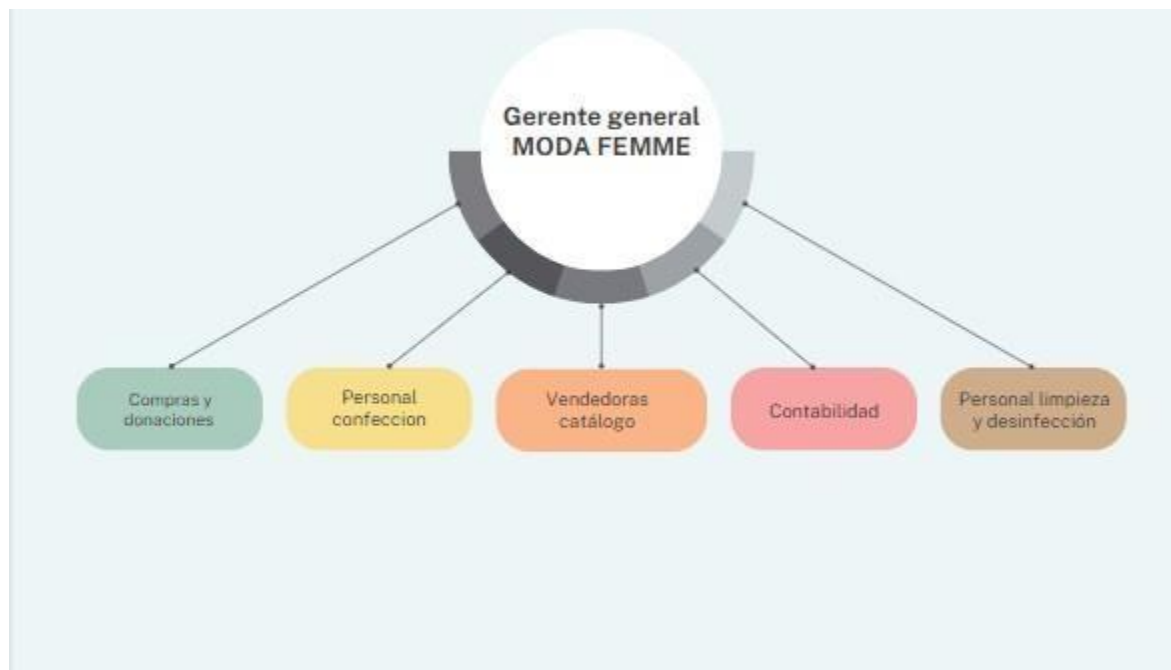 Gerente general
MODA FEMME
Compras y
donaciones
Personal
confeccion
Vendedoras
catálogo
Contabilidad
Personal limpieza
y desinfección